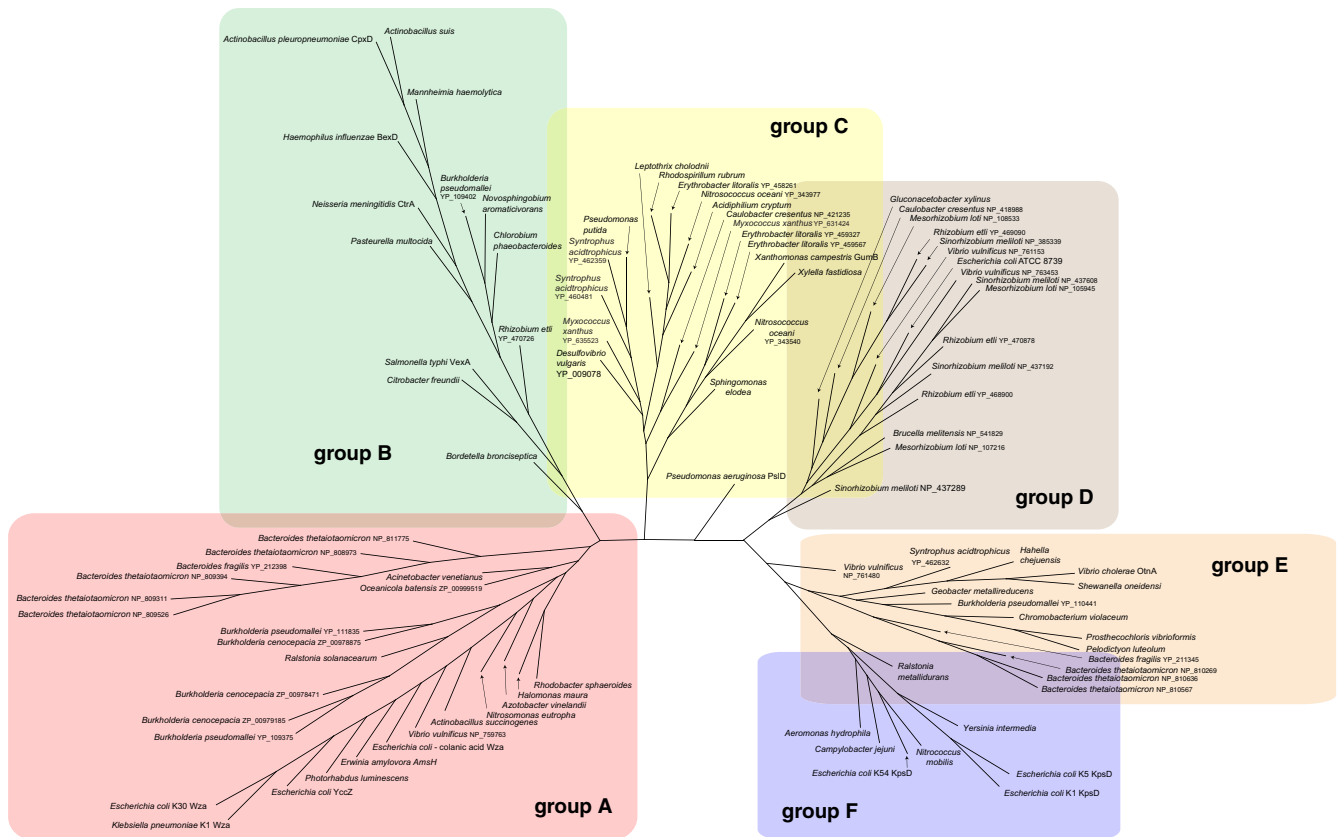 Actinobacillus suis
Actinobacillus pleuropneumoniae CpxD
Mannheimia haemolytica
Haemophilus influenzae BexD
Burkholderia
pseudomallei
YP_109402
Novosphingobium
aromaticivorans
Neisseria meningitidis CtrA
Pasteurella multocida
Chlorobium
phaeobacteroides
Rhizobium etli
YP_470726
Salmonella typhi VexA
Citrobacter freundii
group B
Bordetella bronciseptica
group C
Leptothrix cholodnii
Rhodospirillum rubrum
Erythrobacter litoralis YP_458261
Nitrosococcus oceani YP_343977
Acidiphilium cryptum
Caulobacter cresentus NP_421235
Myxococcus xanthus YP_631424
Erythrobacter litoralis YP_459327
Erythrobacter litoralis YP_459567
Xanthomonas campestris GumB
Xylella fastidiosa
Pseudomonas
putida
Syntrophus
acidtrophicus
YP_462359
Syntrophus
acidtrophicus
YP_460481
Myxococcus
xanthus
YP_635523
Desulfovibrio
vulgaris
YP_009078
Nitrosococcus
oceani
YP_343540
Sphingomonas
elodea
Pseudomonas aeruginosa PslD
Gluconacetobacter xylinus
Caulobacter cresentus NP_418988
Mesorhizobium loti NP_108533
Rhizobium etli YP_469090
Sinorhizobium meliloti NP_385339
Vibrio vulnificus NP_761153
Escherichia coli ATCC 8739
Vibrio vulnificus NP_763453
Sinorhizobium meliloti NP_437608
Mesorhizobium loti NP_105945
Rhizobium etli YP_470878
Sinorhizobium meliloti NP_437192
Rhizobium etli YP_468900
Brucella melitensis NP_541829
Mesorhizobium loti NP_107216
Sinorhizobium meliloti NP_437289
group D
Bacteroides thetaiotaomicron NP_811775
Bacteroides thetaiotaomicron NP_808973
Bacteroides fragilis YP_212398
Bacteroides thetaiotaomicron NP_809394
Bacteroides thetaiotaomicron NP_809311
Bacteroides thetaiotaomicron NP_809526
Acinetobacter venetianus
Oceanicola batensis ZP_00999519
Burkholderia pseudomallei YP_111835
Burkholderia cenocepacia ZP_00978875
Ralstonia solanacearum
Burkholderia cenocepacia ZP_00978471
Burkholderia cenocepacia ZP_00979185
Burkholderia pseudomallei YP_109375
Rhodobacter sphaeroides
Halomonas maura
Azotobacter vinelandii
Nitrosomonas eutropha
Actinobacillus succinogenes
Vibrio vulnificus NP_759763
Escherichia coli - colanic acid Wza
Erwinia amylovora AmsH
Photorhabdus luminescens
Escherichia coli YccZ
Escherichia coli K30 Wza
Klebsiella pneumoniae K1 Wza
group A
Vibrio vulnificus
NP_761480
Syntrophus acidtrophicus
YP_462632
Hahella
chejuensis
group E
Vibrio cholerae OtnA
Shewanella oneidensi
Geobacter metallireducens
Burkholderia pseudomallei YP_110441
Chromobacterium violaceum
Prosthecochloris vibrioformis
Pelodictyon luteolum
Bacteroides fragilis YP_211345
Bacteroides thetaiotaomicron NP_810269
Bacteroides thetaiotaomicron NP_810636
Bacteroides thetaiotaomicron NP_810567
Ralstonia
metallidurans
Aeromonas hydrophila
Campylobacter jejuni
Escherichia coli K54 KpsD
Nitrococcus
mobilis
Yersinia intermedia
Escherichia coli K5 KpsD
Escherichia coli K1 KpsD
group F